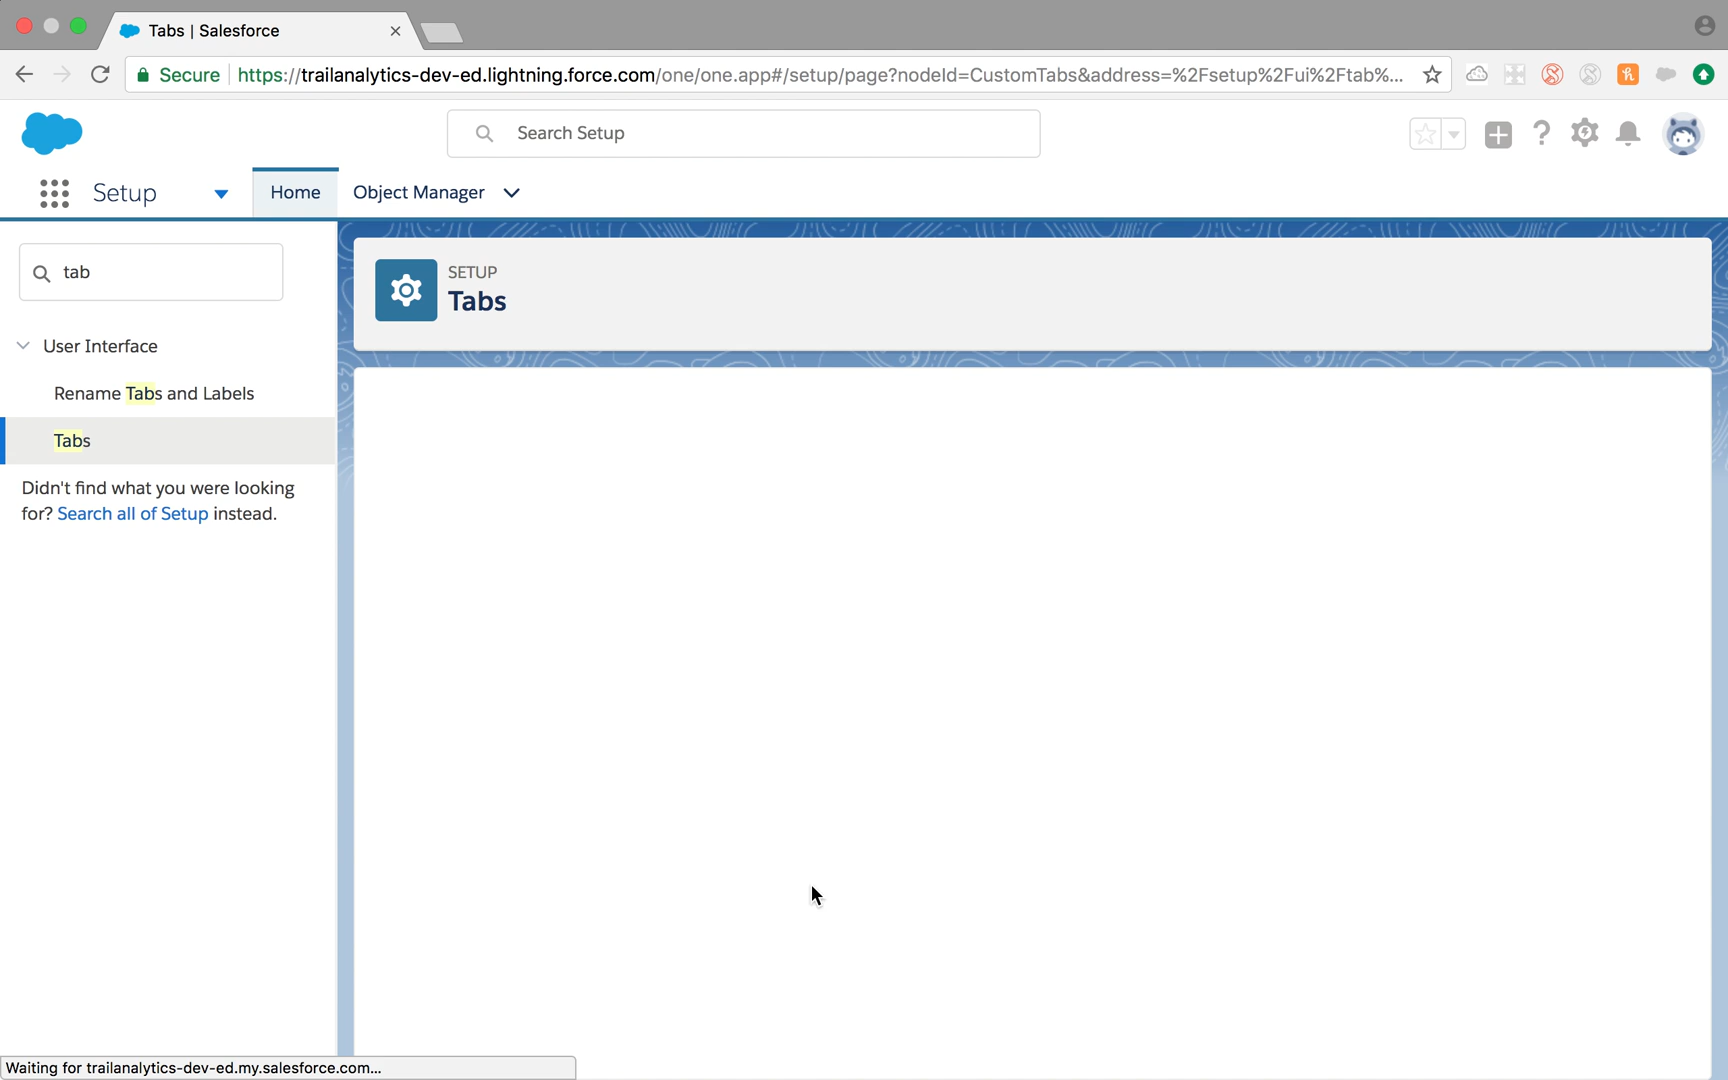 Tabs | Salesforce
Secure
https://trailanalytics-dev-ed.lightning.force.com/one/one.app#/setup/page?nodeId=CustomTabs&address=%2Fsetup%2Fui%2Ftab%...
Search Setup
Setup
Home
Object Manager
tab
SETUP
Tabs
User Interface
Rename Tabs and Labels
Tabs
Didn't find what you were looking
for? Search all of Setup instead.
Waiting for trailanalytics-dev-ed.my.salesforce.com...